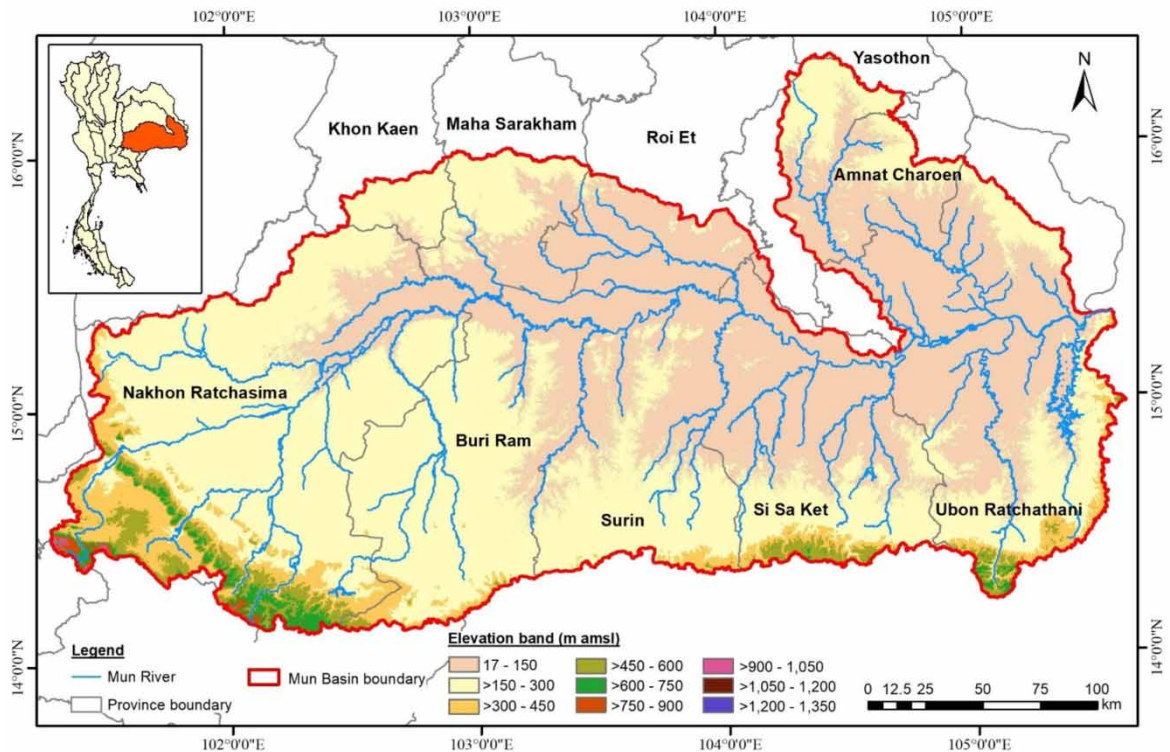 102°0'0"E 103°0'0"E 104°0'0"E 105°0'0"E
Yasothon
N
Khon Kaen
Maha Sarakham
Roi Et
16°0'0"N
16°0'0"N
Amnat Charoen
Nakhon Ratchasima
15°0'0"N
15°0'0"N
Buri Ram
Surin
Si Sa Ket
Ubon Ratchathani
14°0'0"N
14°0'0"N
Legend
Mun River
Province boundary
Mun Basin boundary
Elevation band (m amsl)
17 - 150
>150 - 300
>300 - 450
>450 - 600
>600 - 750
>750 - 900
>900 - 1,050
>1,050 - 1,200
>1,200 - 1,350
0 12.5 25 50 75 100
km
102°0'0"E 103°0'0"E 104°0'0"E 105°0'0"E